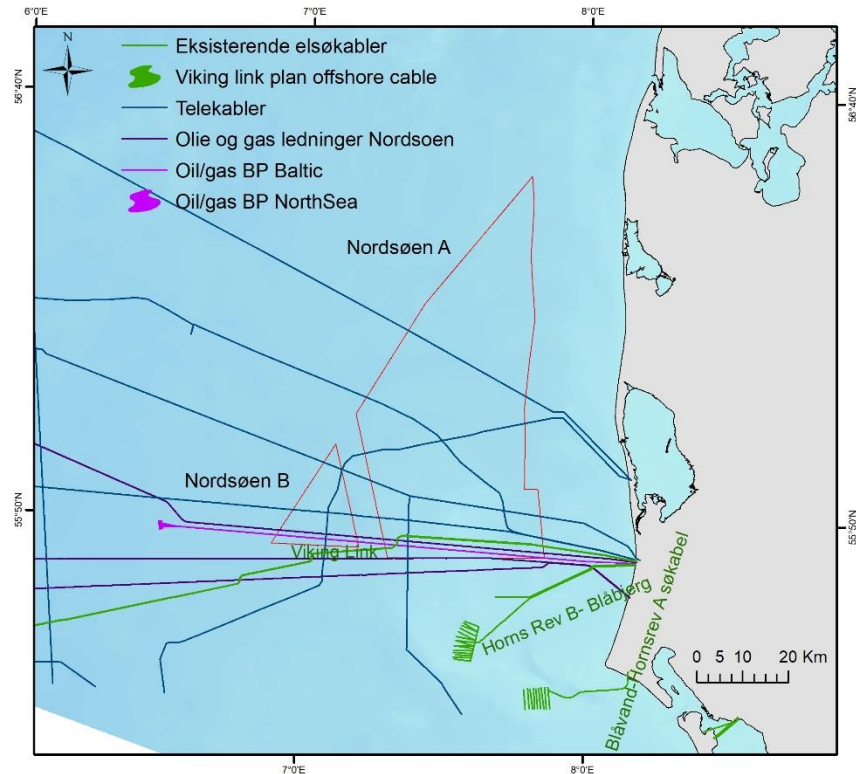 6°0'E
7°0'E
8°0'E
N
Eksisterende elsøkabler
Viking link plan offshore cable
Telekabler
Olie og gas ledninger Nordsoen
Oil/gas BP Baltic
Oil/gas BP NorthSea
56°40'N
56°40'N
Nordsøen A
Nordsøen B
55°50'N
55°50'N
Viking Link
Horns Rev B- Blåbjerg
Blåvand-Hornsrev A søkabel
0 5 10 20 Km
7°0'E
8°0'E